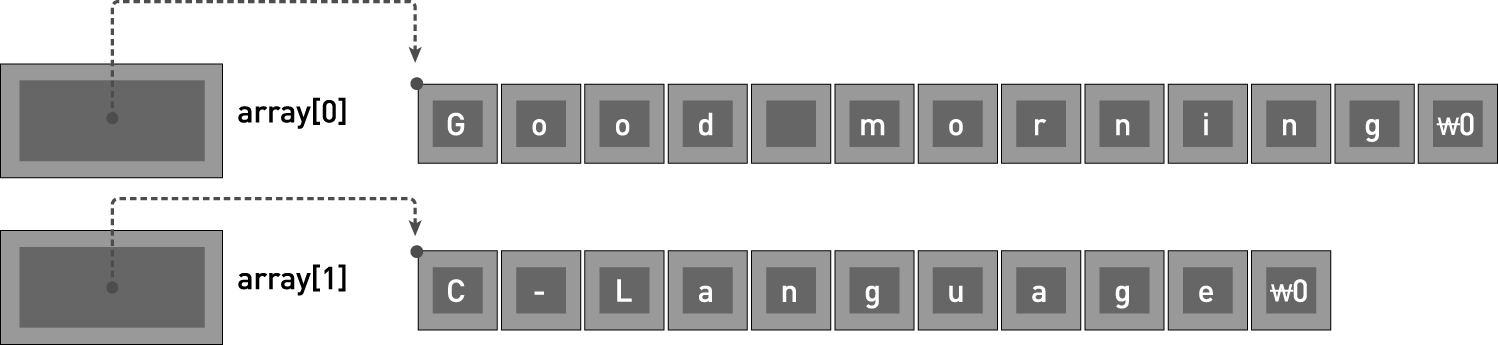 array[0] G o o d m o r n i n g ₩0
array[1] C - L a n g u a g e ₩0